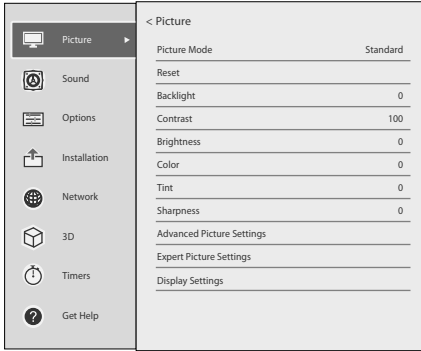 Picture
Sound
Options
Installation
Network
3D
Timers
Get Help
< Picture
Picture Mode Standard
Reset
Backlight 0
Contrast 100
Brightness 0
Color 0
Tint 0
Sharpness 0
Advanced Picture Settings
Expert Picture Settings
Display Settings